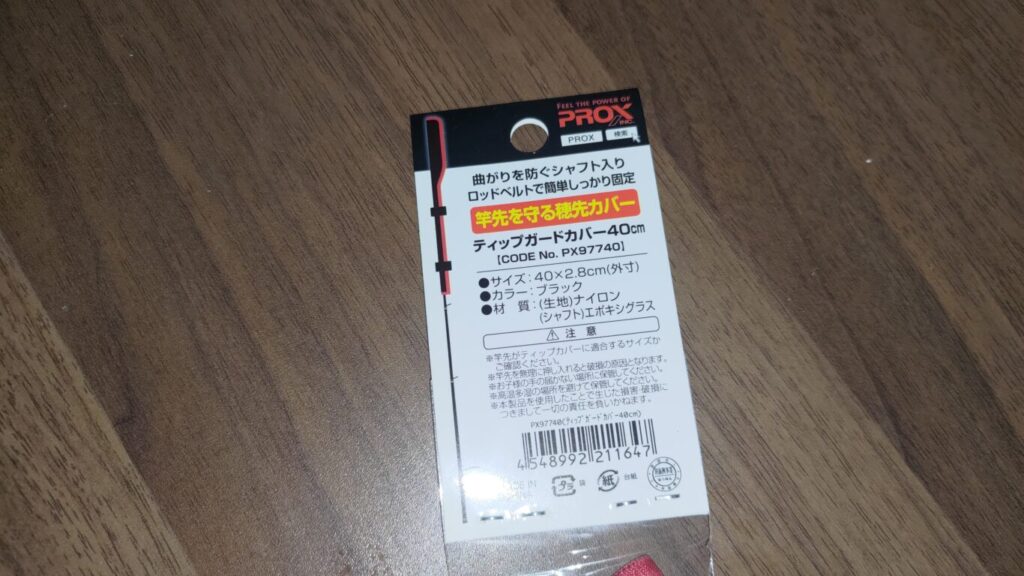 FEEL THE POWER OF
PROX
PROX 検索
曲がりを防ぐシャフト入り
ロッドベルトで簡単しっかり固定
竿先を守る穂先カバー
ティップガードカバー40cm
【CODE No. PX97740】
●サイズ：40×2.8cm(外寸)
●カラー：ブラック
●材 質：(生地)ナイロン
(シャフト)エポキシグラス
⚠注 意
※竿先がティップカバーに適合するサイズか
ご確認ください。
※竿先を無理に押し入れると破損の原因となります。
※お子様の手の届かない場所に保管してください。
※高温多湿の場所を避けて保管してください。
※本製品を使用したことで生じた損害・破損に
つきまして一切の責任を負いかねます。
PX97740(ティップガードカバー40cm)
4 548992 211647
プラ 袋 紙 台紙